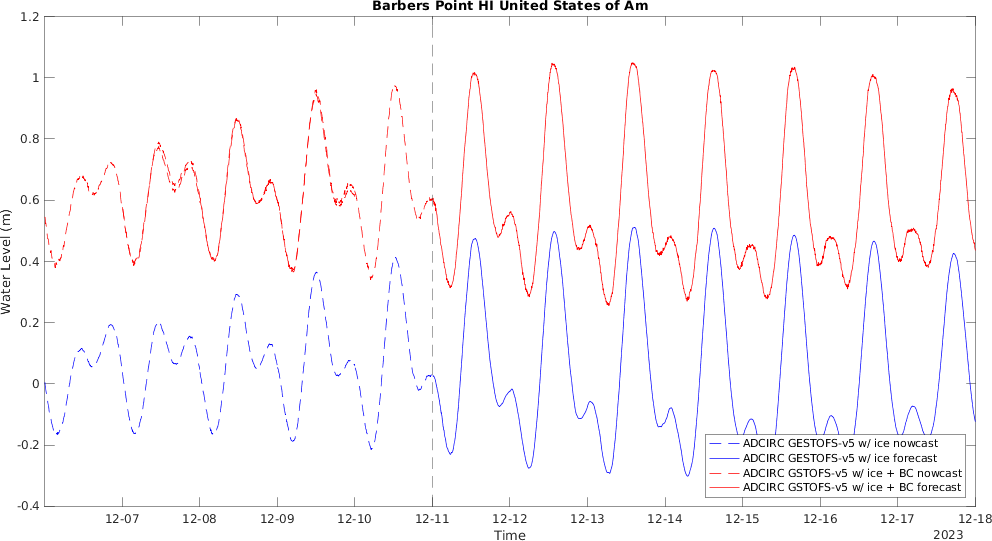 Barbers Point HI United States of Am
Water Level (m)
1.2
1
0.8
0.6
0.4
0.2
0
-0.2
-0.4
ADCIRC GESTOFS-v5 w/ ice nowcast
ADCIRC GESTOFS-v5 w/ ice forecast
ADCIRC GSTOFS-v5 w/ ice + BC nowcast
ADCIRC GSTOFS-v5 w/ ice + BC forecast
12-07 12-08 12-09 12-10 12-11 12-12 12-13 12-14 12-15 12-16 12-17 12-18
Time
2023